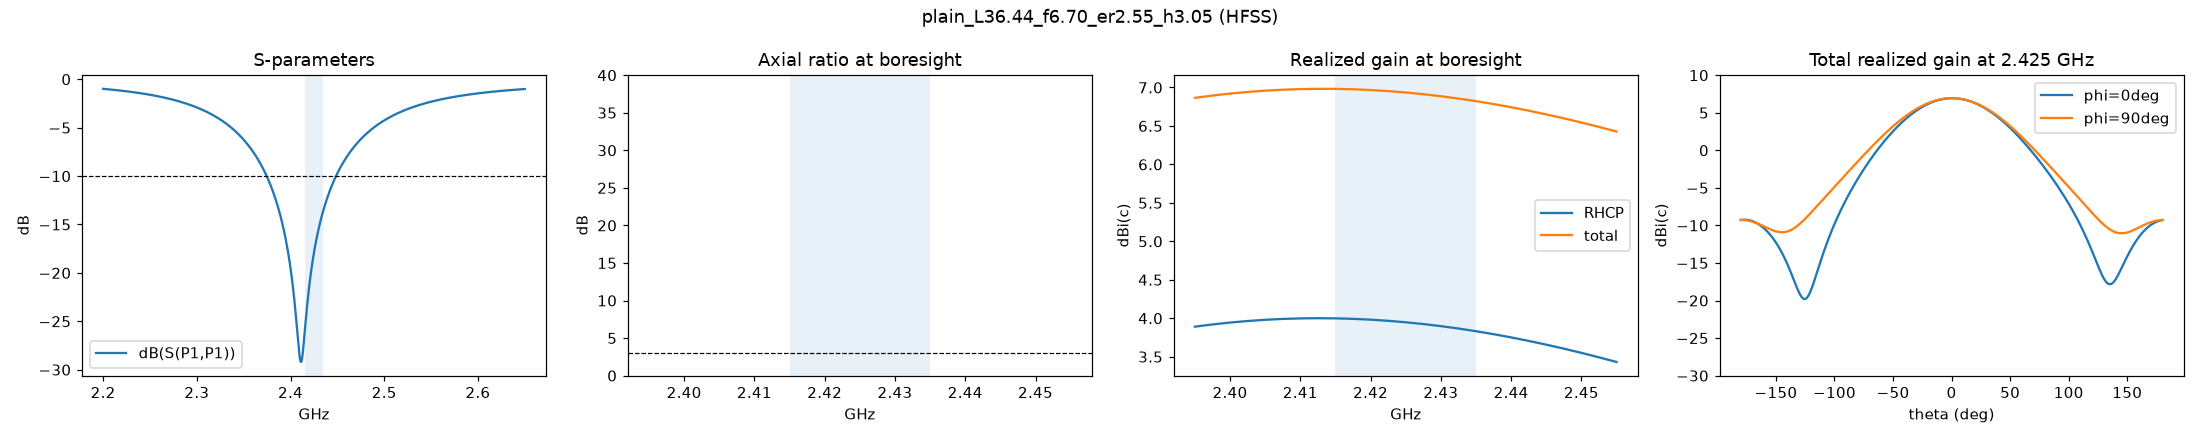 plain_L36.44_f6.70_er2.55_h3.05 (HFSS)
S-parameters
0
−5
−10
−15
−20
−25
−30
dB
dB(S(P1,P1))
2.2 2.3 2.4 2.5 2.6
GHz
Axial ratio at boresight
40
35
30
25
20
15
10
5
0
dB
2.40 2.41 2.42 2.43 2.44 2.45
GHz
Realized gain at boresight
7.0
6.5
6.0
5.5
5.0
4.5
4.0
3.5
dBi(c)
RHCP
total
2.40 2.41 2.42 2.43 2.44 2.45
GHz
Total realized gain at 2.425 GHz
10
5
0
−5
−10
−15
−20
−25
−30
dBi(c)
phi=0deg
phi=90deg
−150 −100 −50 0 50 100 150
theta (deg)